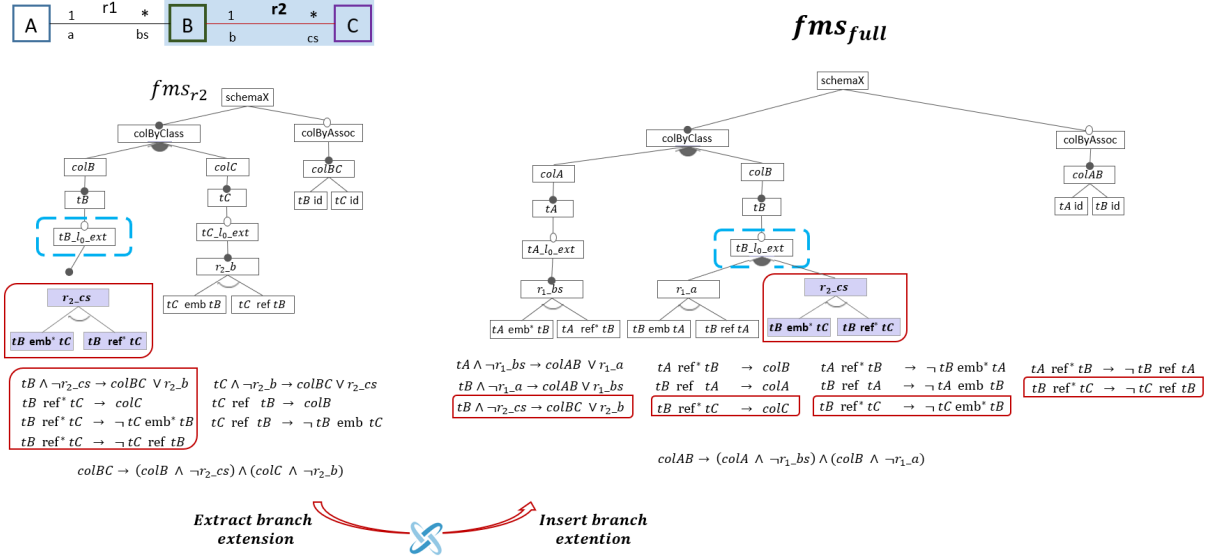 A 1 r1 * B 1 r2 * C
a bs b cs
fms_full
fms_r2
schemaX
colByClass colByAssoc
colB colC colBC
tB tC tB id tC id
tB_l₀_ext tC_l₀_ext
r₂_b
r₂_cs
tC emb tB tC ref tB
tB emb* tC tB ref* tC
schemaX
colByClass colByAssoc
colA colB colAB
tA tB tA id tB id
tA_l₀_ext tB_l₀_ext
r₁_bs r₁_a r₂_cs
tA emb* tB tA ref* tB tB emb tA tB ref tA tB emb* tC tB ref* tC
tB ∧ ¬r₂_cs → colBC ∨ r₂_b tC ∧ ¬r₂_b → colBC ∨ r₂_cs
tB ref* tC → colC tC ref tB → colB
tB ref* tC → ¬ tC emb* tB tC ref tB → ¬ tB emb tC
tB ref* tC → ¬ tC ref tB
colBC → (colB ∧ ¬r₂_cs) ∧ (colC ∧ ¬r₂_b)
tA ∧ ¬r₁_bs → colAB ∨ r₁_a tA ref* tB → colB tA ref* tB → ¬ tB emb* tA tA ref* tB → ¬ tB ref tA
tB ∧ ¬r₁_a → colAB ∨ r₁_bs tB ref tA → colA tB ref tA → ¬ tA emb tB tB ref* tC → ¬ tC ref tB
tB ∧ ¬r₂_cs → colBC ∨ r₂_b tB ref* tC → colC tB ref* tC → ¬ tC emb* tB
colAB → (colA ∧ ¬r₁_bs) ∧ (colB ∧ ¬r₁_a)
Extract branch
extension
Insert branch
extention